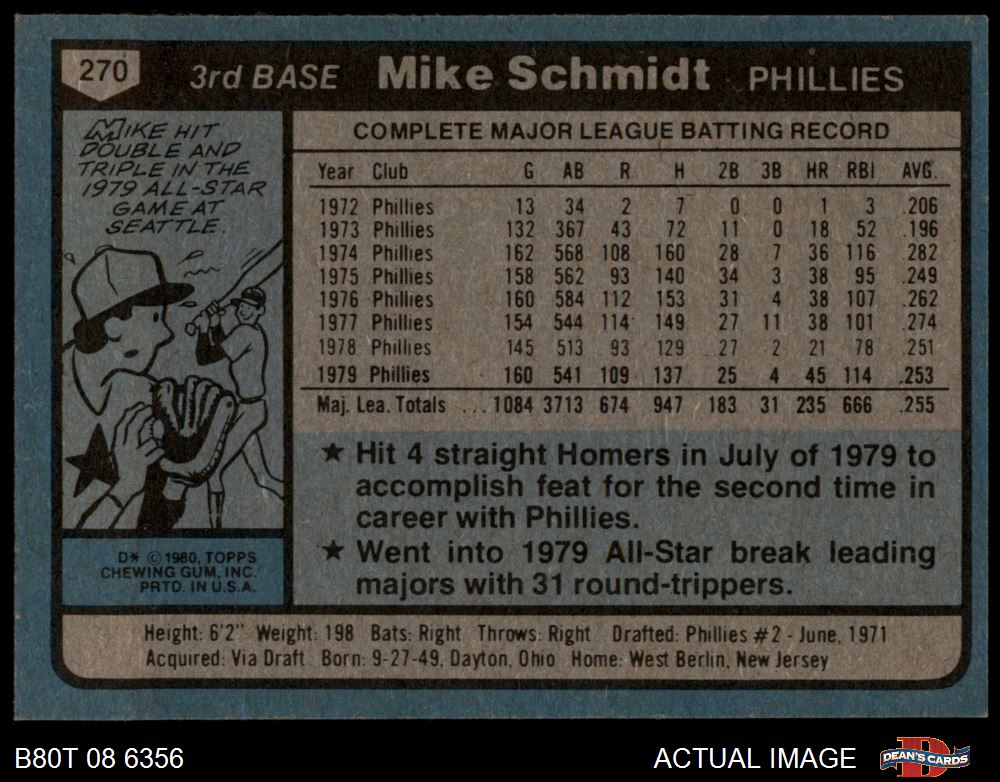 270 3rd BASE Mike Schmidt PHILLIES
MIKE HIT
DOUBLE AND
TRIPLE IN THE
1979 ALL-STAR
GAME AT
SEATTLE.
COMPLETE MAJOR LEAGUE BATTING RECORD
Year Club G AB R H 2B 3B HR RBI AVG.
1972 Phillies 13 34 2 7 0 0 1 3 .206
1973 Phillies 132 367 43 72 11 0 18 52 .196
1974 Phillies 162 568 108 160 28 7 36 116 .282
1975 Phillies 158 562 93 140 34 3 38 95 .249
1976 Phillies 160 584 112 153 31 4 38 107 .262
1977 Phillies 154 544 114 149 27 11 38 101 .274
1978 Phillies 145 513 93 129 27 2 21 78 .251
1979 Phillies 160 541 109 137 25 4 45 114 .253
Maj. Lea. Totals ... 1084 3713 674 947 183 31 235 666 .255
★ Hit 4 straight Homers in July of 1979 to
accomplish feat for the second time in
career with Phillies.
★ Went into 1979 All-Star break leading
majors with 31 round-trippers.
D* © 1980, TOPPS
CHEWING GUM, INC.
PRTD. IN U.S.A.
Height: 6'2" Weight: 198 Bats: Right Throws: Right Drafted: Phillies #2 - June, 1971
Acquired: Via Draft Born: 9-27-49, Dayton, Ohio Home: West Berlin, New Jersey
B80T 08 6356 ACTUAL IMAGE DEAN'S CARDS